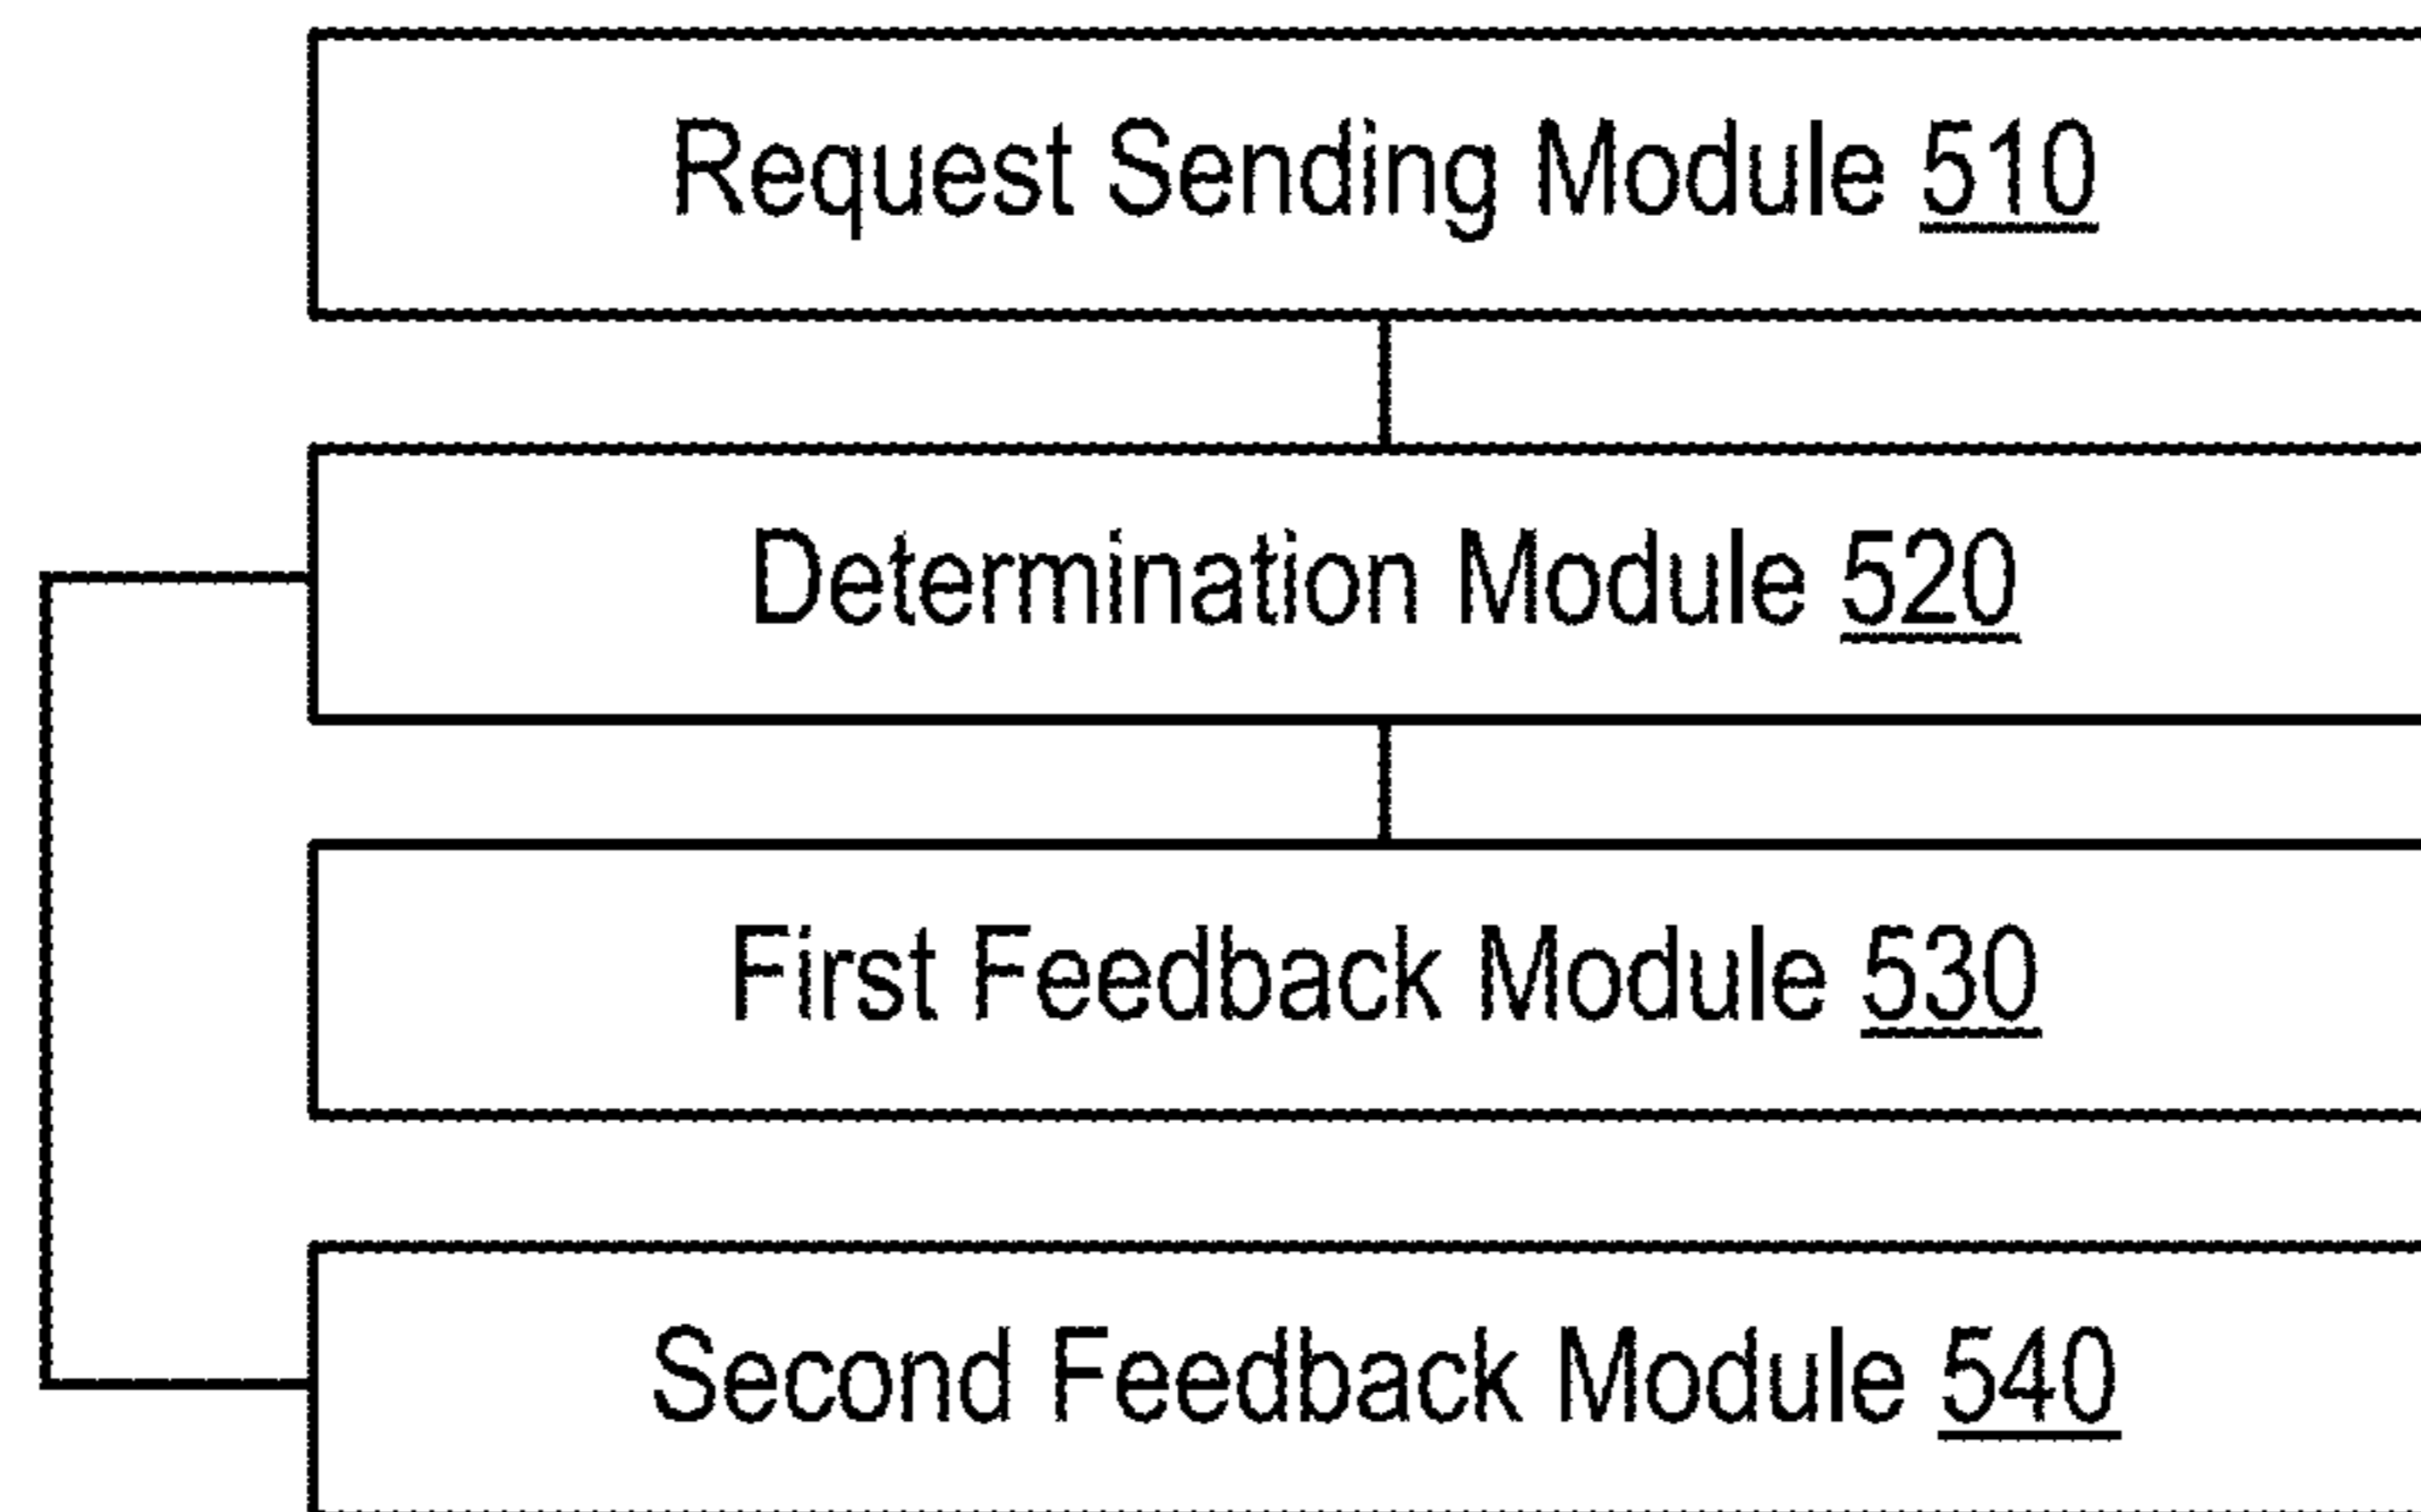 Request Sending Module 510
Determination Module 520
First Feedback Module 530
Second Feedback Module 540